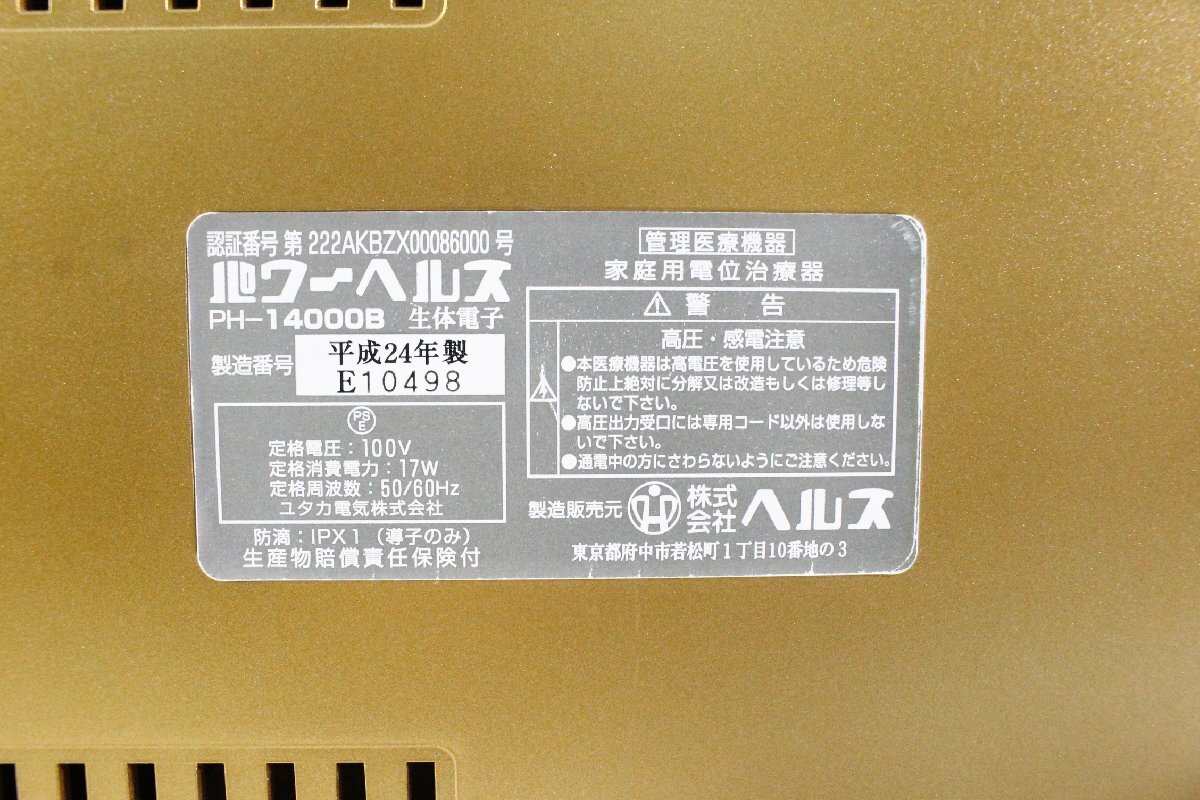 認証番号 第 222AKBZX00086000 号
パワーヘルス
PH-14000B 生体電子
製造番号
平成24年製
E10498
PS
E
定格電圧:100V
定格消費電力:17W
定格周波数:50/60Hz
ユタカ電気株式会社
防滴:IPX1(導子のみ)
生産物賠償責任保険付
管理医療機器
家庭用電位治療器
警告
高圧・感電注意
●本医療機器は高電圧を使用しているため危険
防止上絶対に分解又は改造もしくは修理等し
ないで下さい。
●高圧出力受口には専用コード以外は使用しな
いで下さい。
●通電中の方にさわらないようにご注意ください。
製造販売元 株式会社 ヘルス
東京都府中市若松町1丁目10番地の3